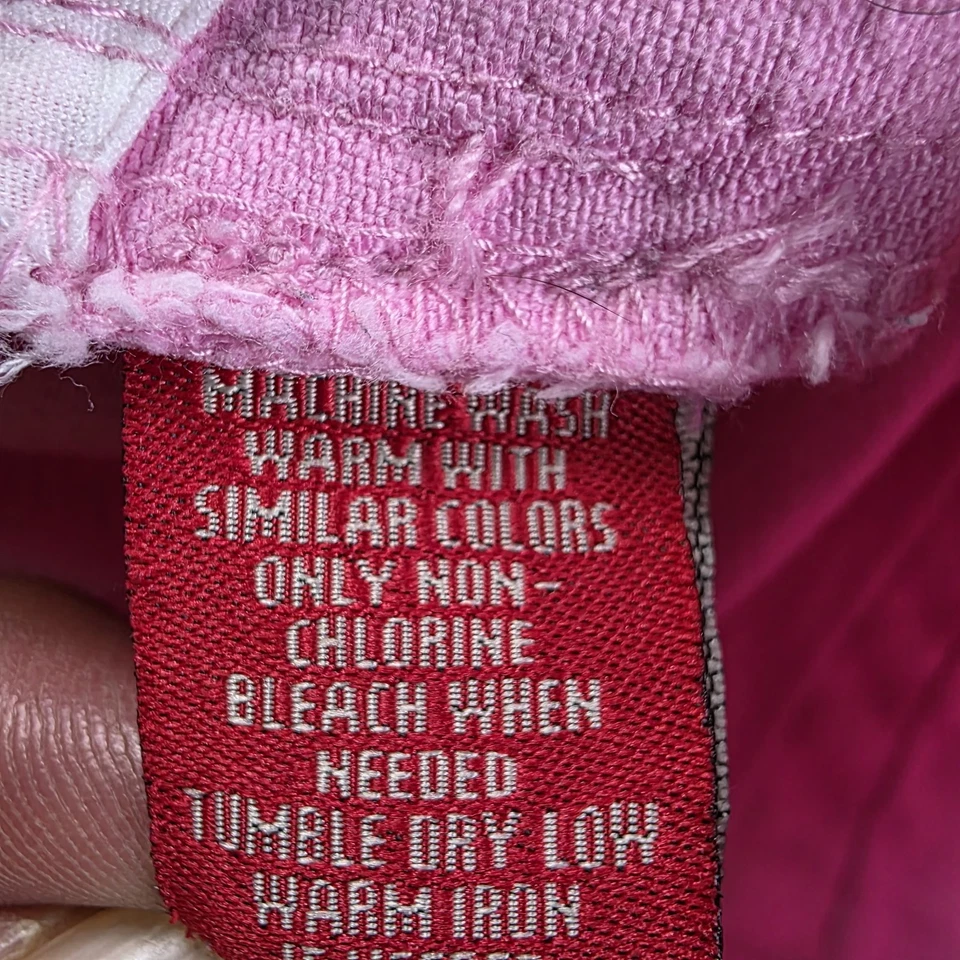 MACHINE WASH
WARM WITH
SIMILAR COLORS
ONLY NON-
CHLORINE
BLEACH WHEN
NEEDED
TUMBLE DRY LOW
WARM IRON